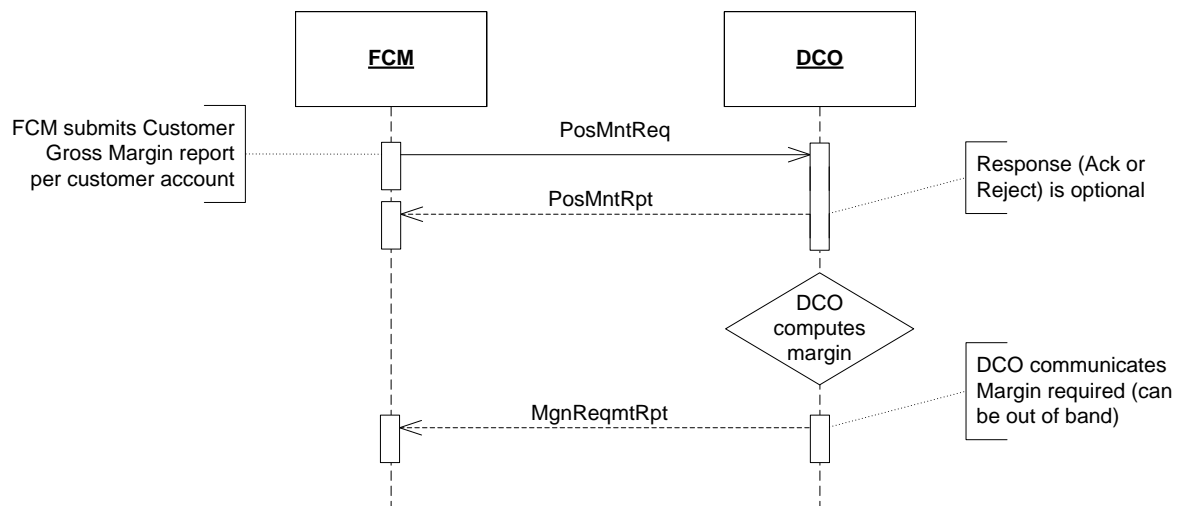 FCM
DCO
FCM submits Customer
Gross Margin report
per customer account
PosMntReq
Response (Ack or
Reject) is optional
PosMntRpt
DCO
computes
margin
DCO communicates
Margin required (can
be out of band)
MgnReqmtRpt